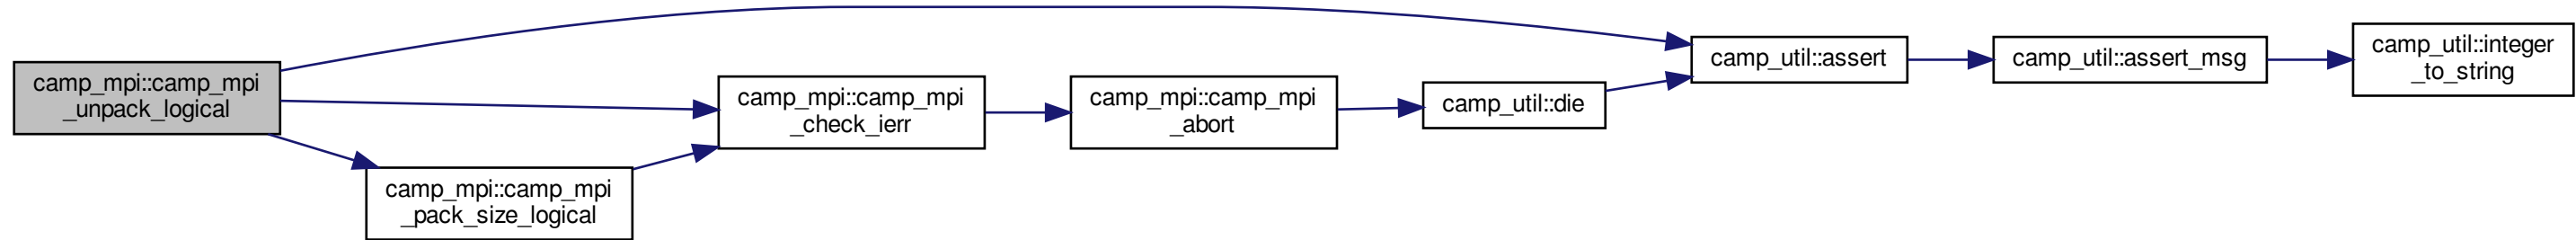 camp_mpi::camp_mpi
_unpack_logical
camp_mpi::camp_mpi
_pack_size_logical
camp_mpi::camp_mpi
_check_ierr
camp_mpi::camp_mpi
_abort
camp_util::die
camp_util::assert
camp_util::assert_msg
camp_util::integer
_to_string